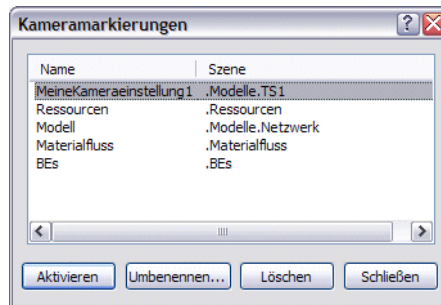 Kameramarkierungen
Name Szene
MeineKameraeinstellung1 .Modelle.TS1
Ressourcen .Ressourcen
Modell .Modelle.Netzwerk
Materialfluss .Materialfluss
BEs .BEs
Aktivieren Umbenennen... Löschen Schließen